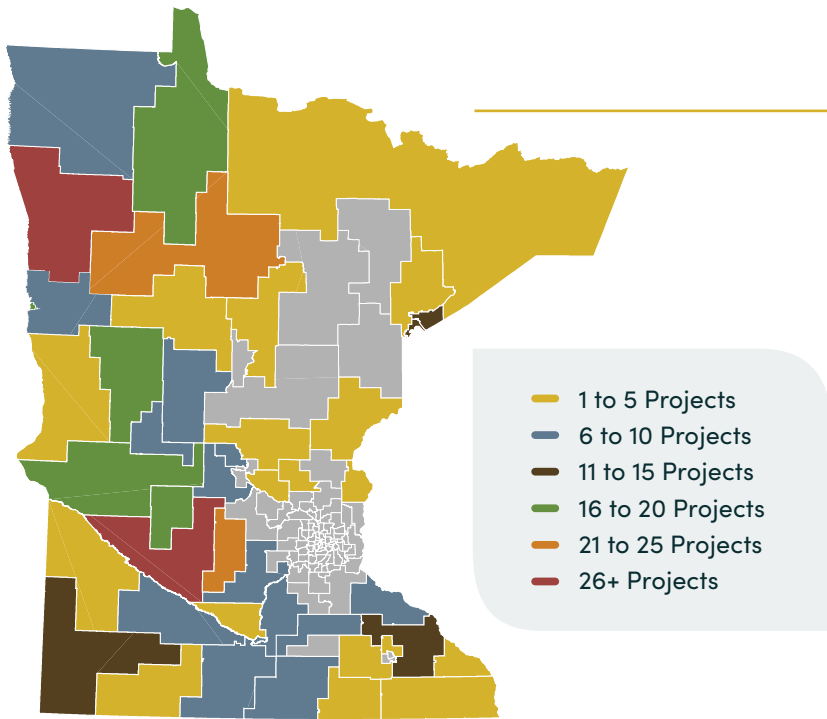 1 to 5 Projects
6 to 10 Projects
11 to 15 Projects
16 to 20 Projects
21 to 25 Projects
26+ Projects